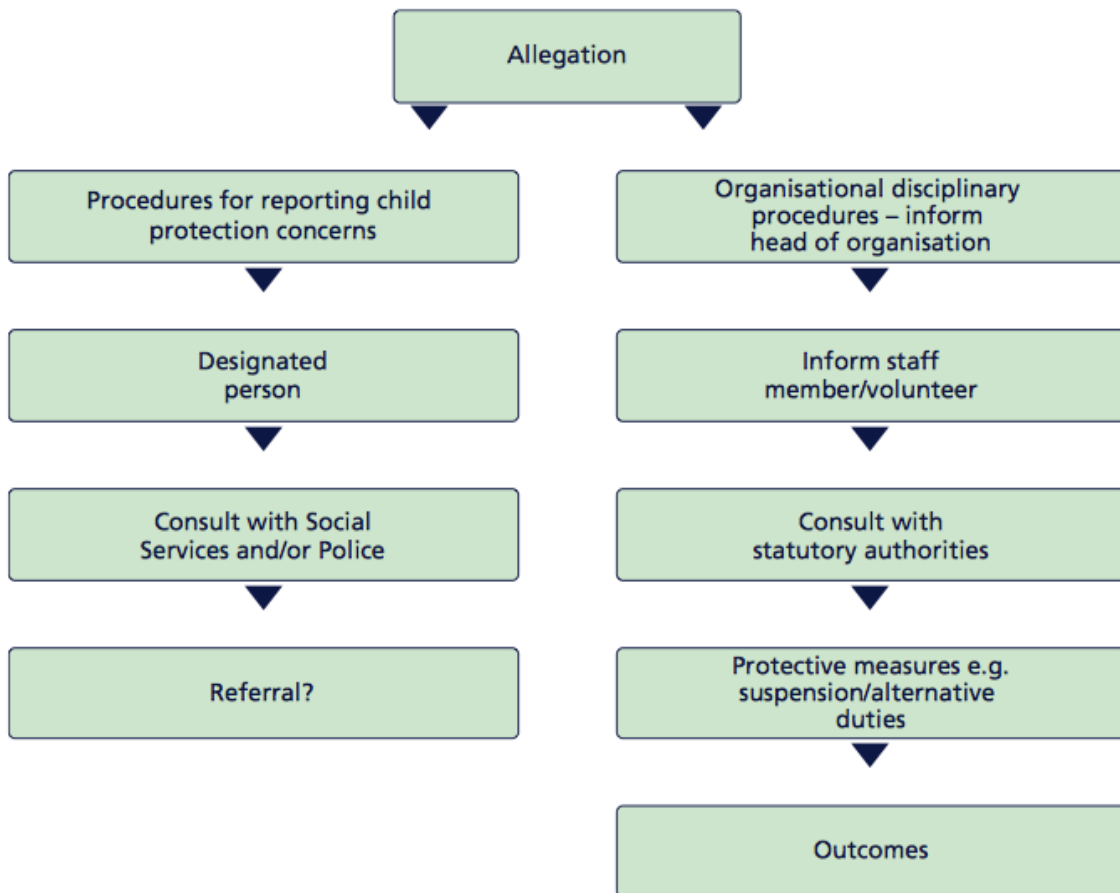 Allegation
Procedures for reporting child
protection concerns
Organisational disciplinary
procedures – inform
head of organisation
Designated
person
Inform staff
member/volunteer
Consult with Social
Services and/or Police
Consult with
statutory authorities
Referral?
Protective measures e.g.
suspension/alternative
duties
Outcomes